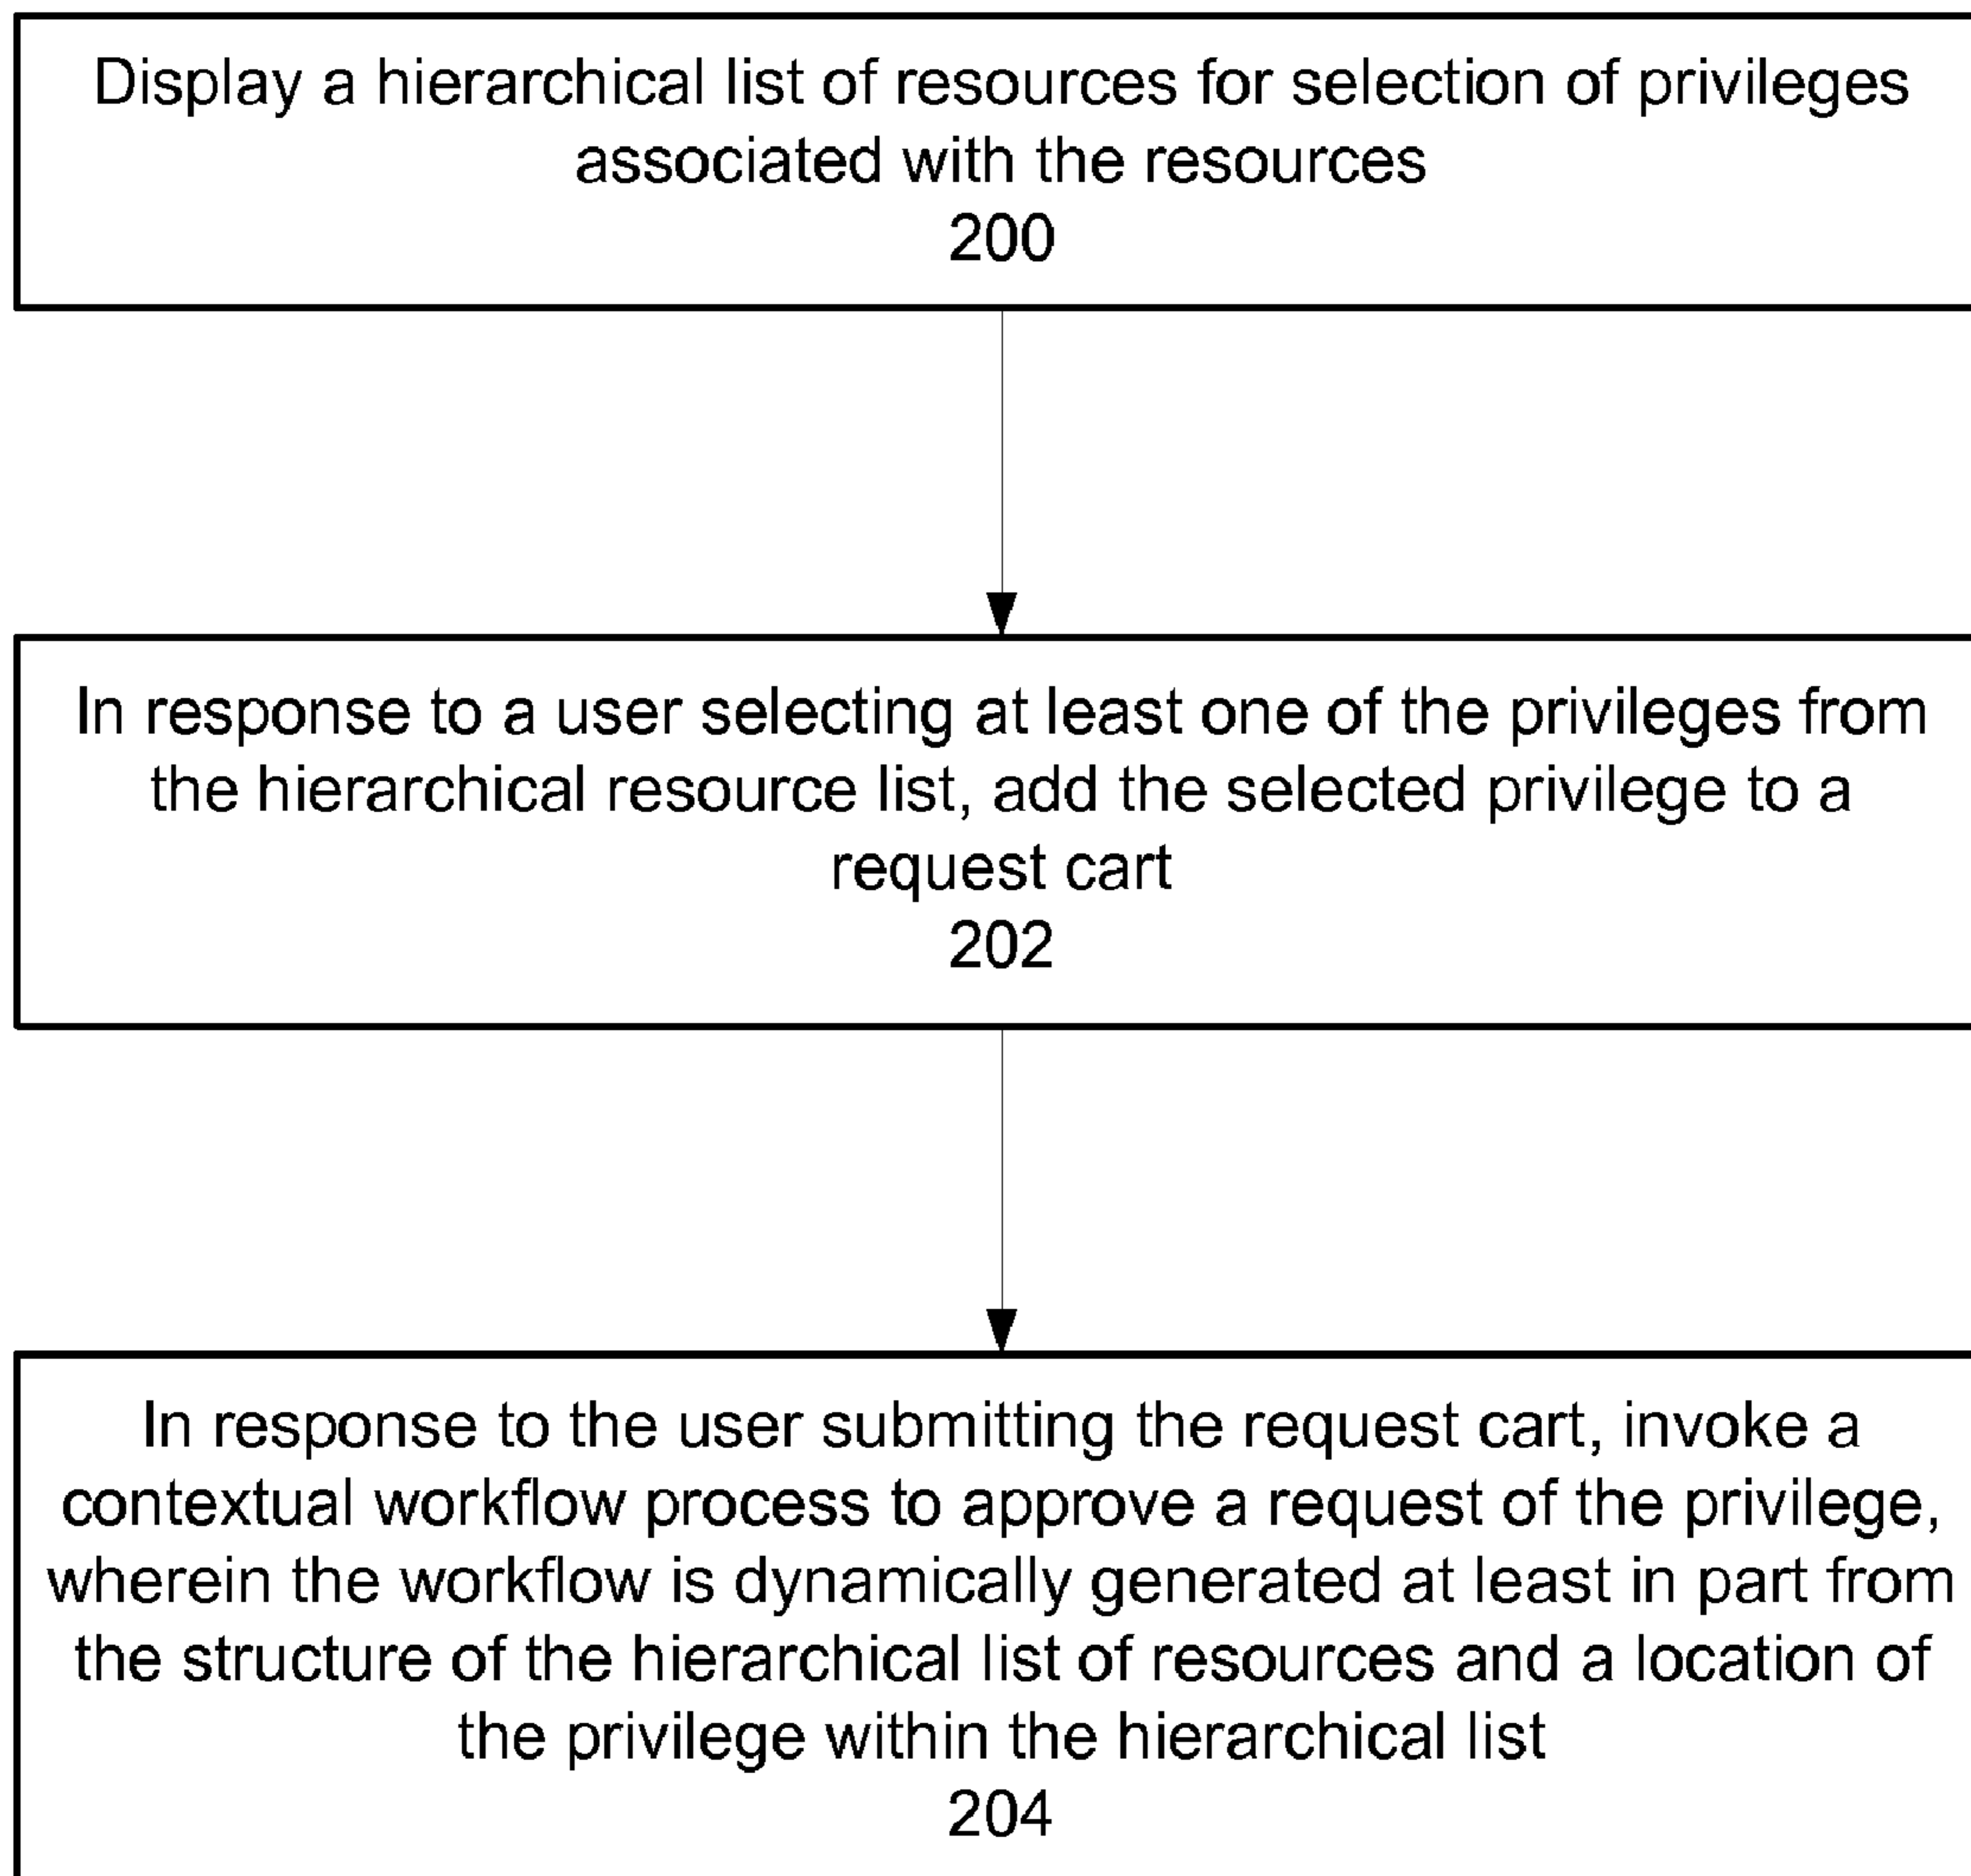 Display a hierarchical list of resources for selection of privileges
associated with the resources
200
In response to a user selecting at least one of the privileges from
the hierarchical resource list, add the selected privilege to a
request cart
202
In response to the user submitting the request cart, invoke a
contextual workflow process to approve a request of the privilege,
wherein the workflow is dynamically generated at least in part from
the structure of the hierarchical list of resources and a location of
the privilege within the hierarchical list
204